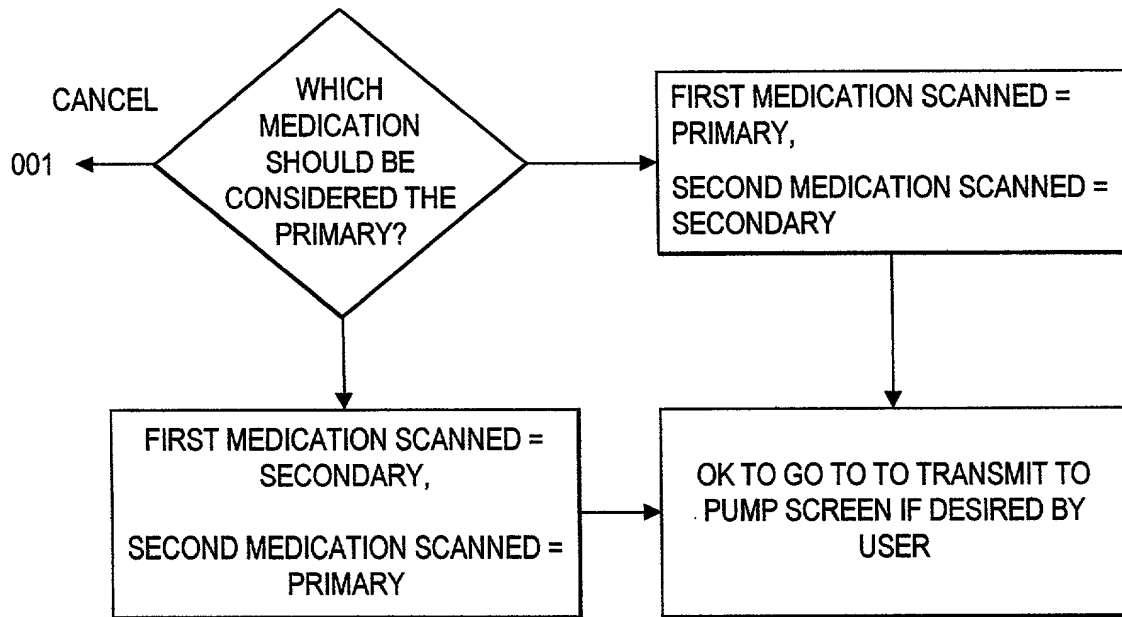 CANCEL
001
WHICH
MEDICATION
SHOULD BE
CONSIDERED THE
PRIMARY?
FIRST MEDICATION SCANNED =
PRIMARY,
SECOND MEDICATION SCANNED =
SECONDARY
FIRST MEDICATION SCANNED =
SECONDARY,
SECOND MEDICATION SCANNED =
PRIMARY
OK TO GO TO TO TRANSMIT TO
PUMP SCREEN IF DESIRED BY
USER